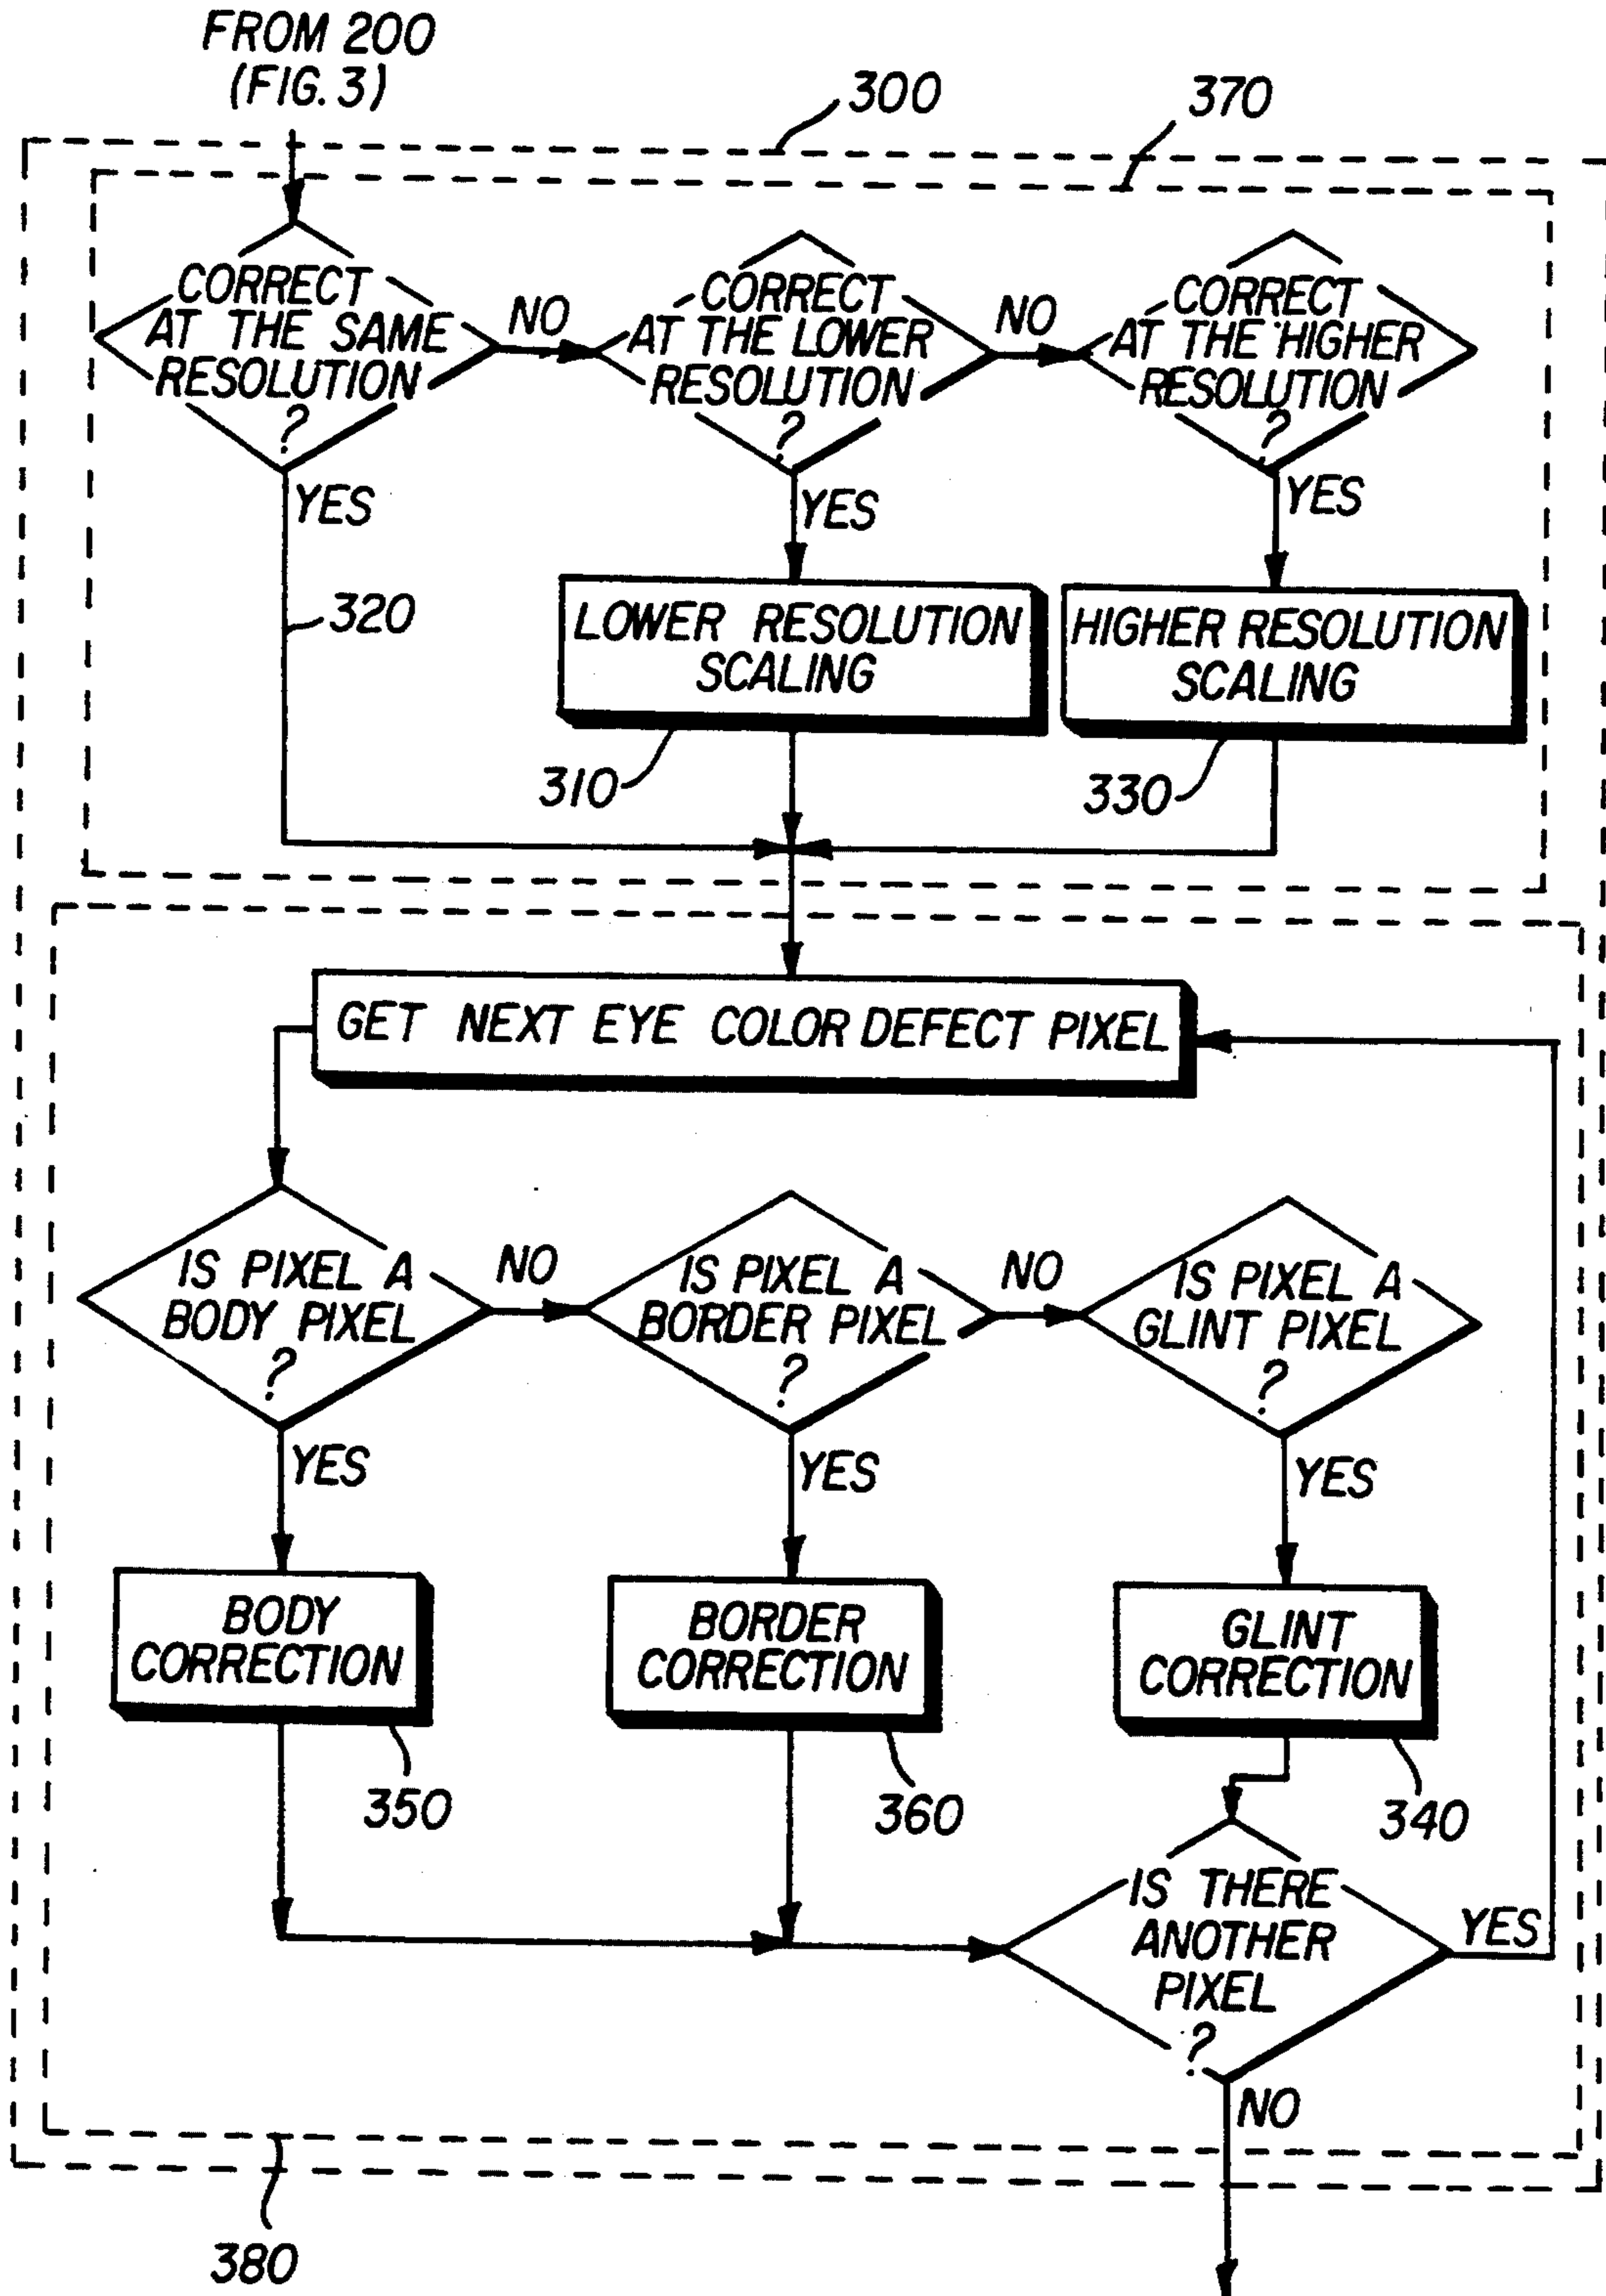 FROM 200
(FIG. 3)
300
370
CORRECT
AT THE SAME
RESOLUTION
?
NO
CORRECT
AT THE LOWER
RESOLUTION
?
NO
CORRECT
AT THE HIGHER
RESOLUTION
?
YES
YES
YES
320
LOWER RESOLUTION
SCALING
HIGHER RESOLUTION
SCALING
310
330
GET NEXT EYE COLOR DEFECT PIXEL
IS PIXEL A
BODY PIXEL
?
NO
IS PIXEL A
BORDER PIXEL
?
NO
IS PIXEL A
GLINT PIXEL
?
YES
YES
YES
BODY
CORRECTION
BORDER
CORRECTION
GLINT
CORRECTION
350
360
340
IS THERE
ANOTHER
PIXEL
?
YES
NO
380